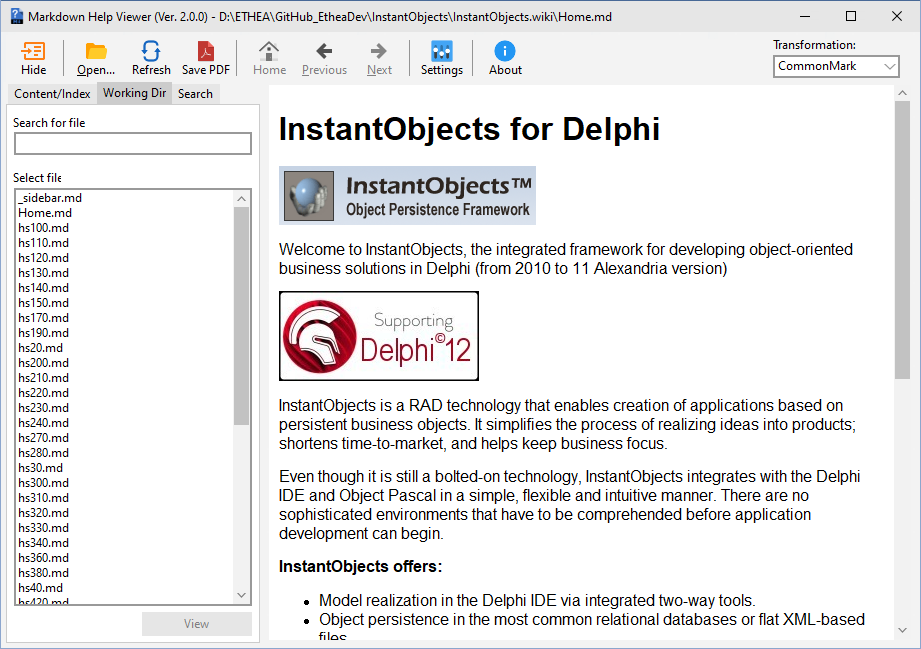 Markdown Help Viewer (Ver. 2.0.0) - D:\ETHEA\GitHub_EtheaDev\InstantObjects\InstantObjects.wiki\Home.md
Hide
Open...
Refresh
Save PDF
Home
Previous
Next
Settings
About
Transformation:
CommonMark
Content/Index
Working Dir
Search
Search for file
Select file
_sidebar.md
Home.md
hs100.md
hs110.md
hs120.md
hs130.md
hs140.md
hs150.md
hs170.md
hs190.md
hs20.md
hs200.md
hs210.md
hs220.md
hs230.md
hs240.md
hs270.md
hs280.md
hs30.md
hs300.md
hs310.md
hs320.md
hs330.md
hs340.md
hs360.md
hs380.md
hs40.md
hs420.md
View
InstantObjects for Delphi
InstantObjects™
Object Persistence Framework
Welcome to InstantObjects, the integrated framework for developing object-oriented
business solutions in Delphi (from 2010 to 11 Alexandria version)
Supporting
Delphi©12
InstantObjects is a RAD technology that enables creation of applications based on
persistent business objects. It simplifies the process of realizing ideas into products;
shortens time-to-market, and helps keep business focus.
Even though it is still a bolted-on technology, InstantObjects integrates with the Delphi
IDE and Object Pascal in a simple, flexible and intuitive manner. There are no
sophisticated environments that have to be comprehended before application
development can begin.
InstantObjects offers:
• Model realization in the Delphi IDE via integrated two-way tools.
• Object persistence in the most common relational databases or flat XML-based
files